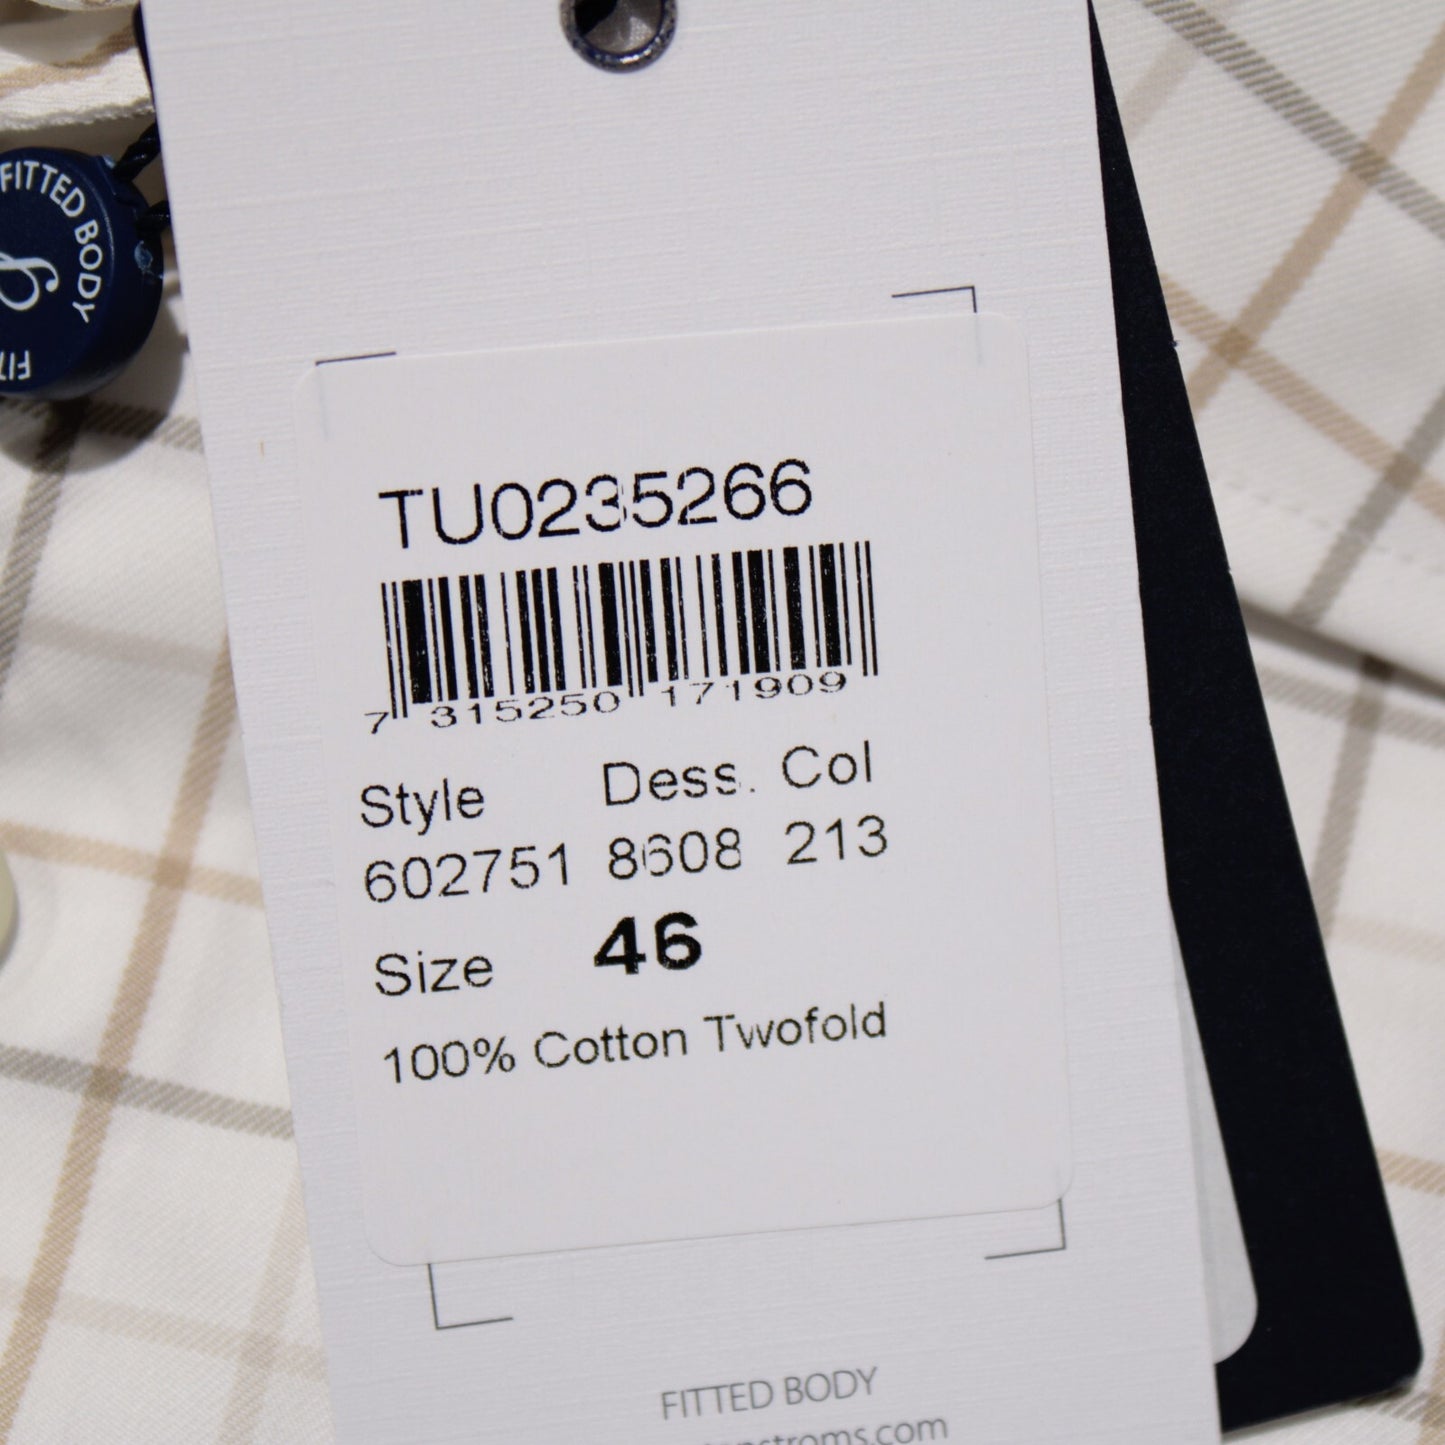 FITTED BODY
TU0235266
7 315250 171909
Style Dess. Col
602751 8608 213
Size 46
100% Cotton Twofold
FITTED BODY